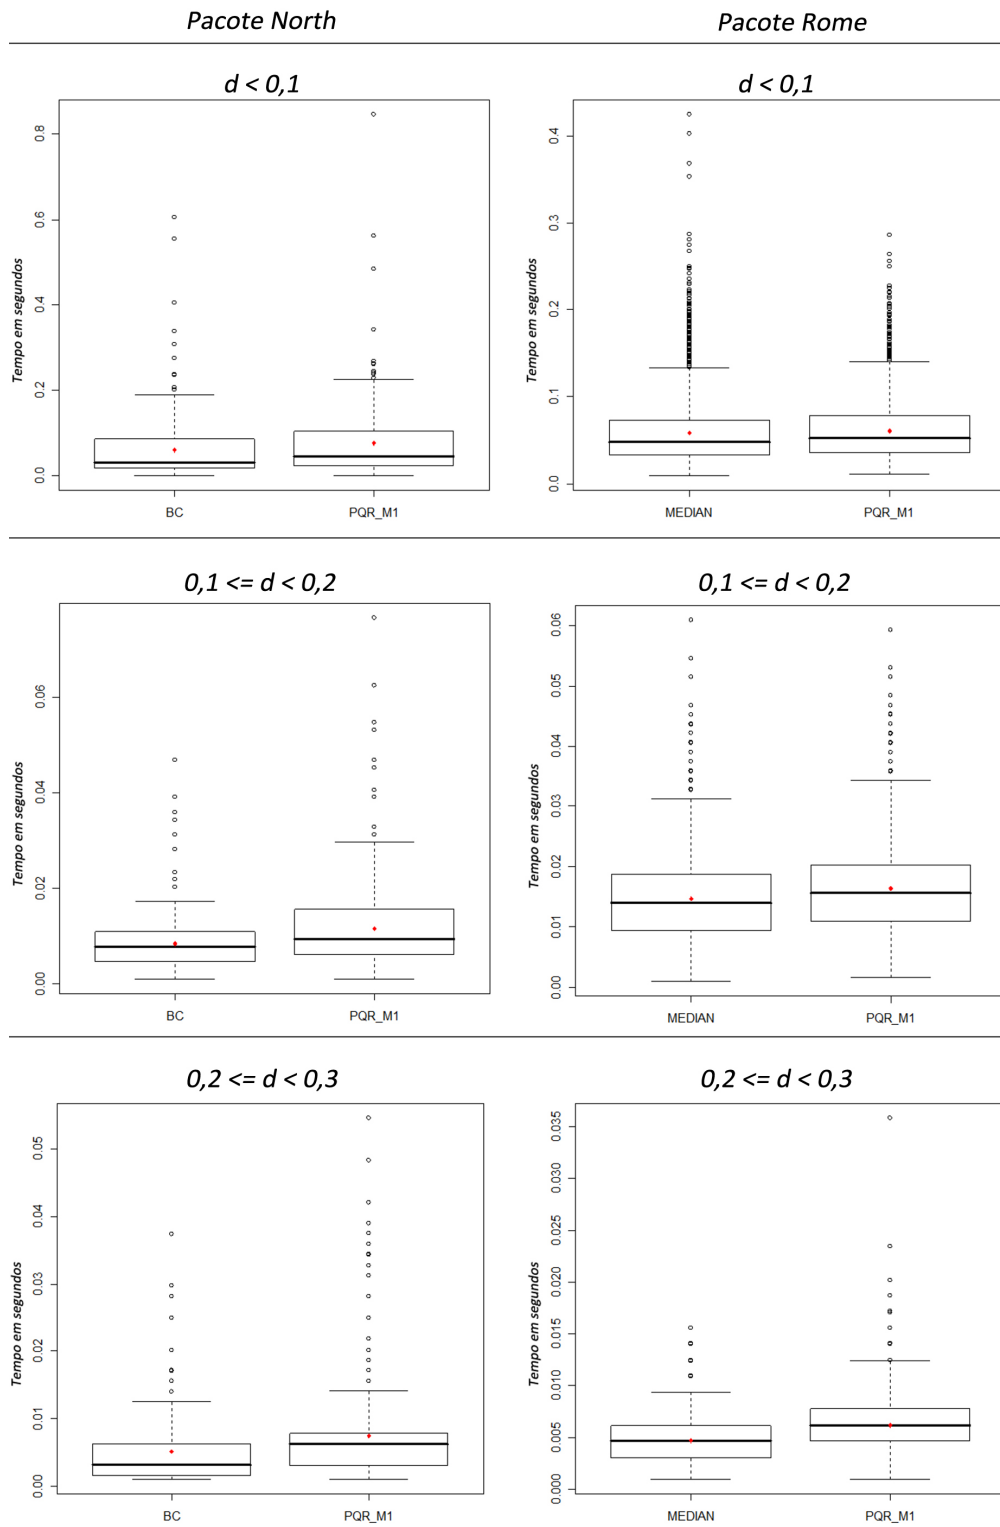 Pacote North Pacote Rome
d < 0,1 d < 0,1
Tempo em segundos
0.0 0.2 0.4 0.6 0.8
BC PQR_M1
Tempo em segundos
0.0 0.1 0.2 0.3 0.4
MEDIAN PQR_M1
0,1 <= d < 0,2 0,1 <= d < 0,2
Tempo em segundos
0.00 0.02 0.04 0.06
BC PQR_M1
Tempo em segundos
0.00 0.01 0.02 0.03 0.04 0.05 0.06
MEDIAN PQR_M1
0,2 <= d < 0,3 0,2 <= d < 0,3
Tempo em segundos
0.00 0.01 0.02 0.03 0.04 0.05
BC PQR_M1
Tempo em segundos
0.000 0.005 0.010 0.015 0.020 0.025 0.030 0.035
MEDIAN PQR_M1